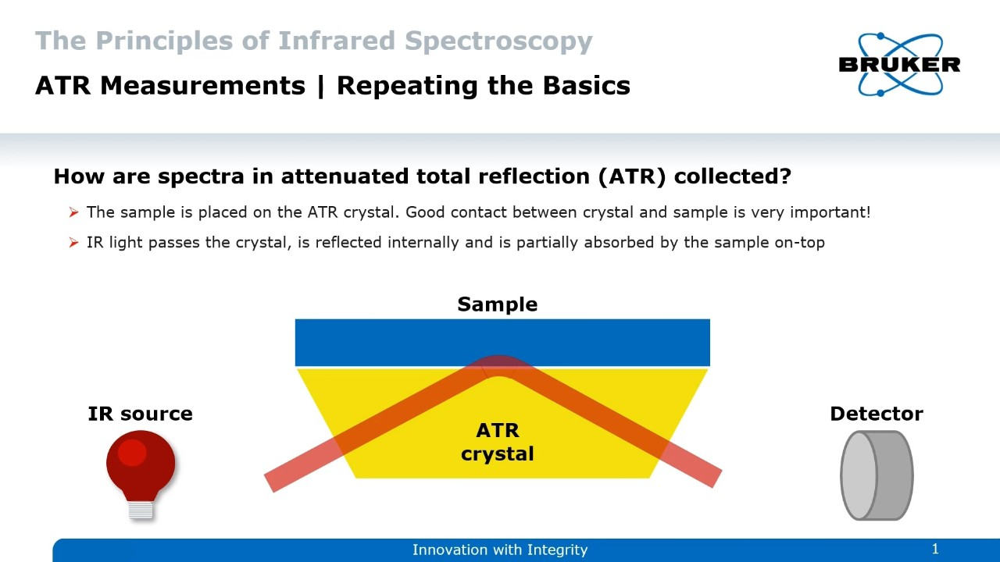 The Principles of Infrared Spectroscopy
ATR Measurements | Repeating the Basics
BRUKER
How are spectra in attenuated total reflection (ATR) collected?
The sample is placed on the ATR crystal. Good contact between crystal and sample is very important!
IR light passes the crystal, is reflected internally and is partially absorbed by the sample on-top
Sample
IR source
Detector
ATR
crystal
Innovation with Integrity
1